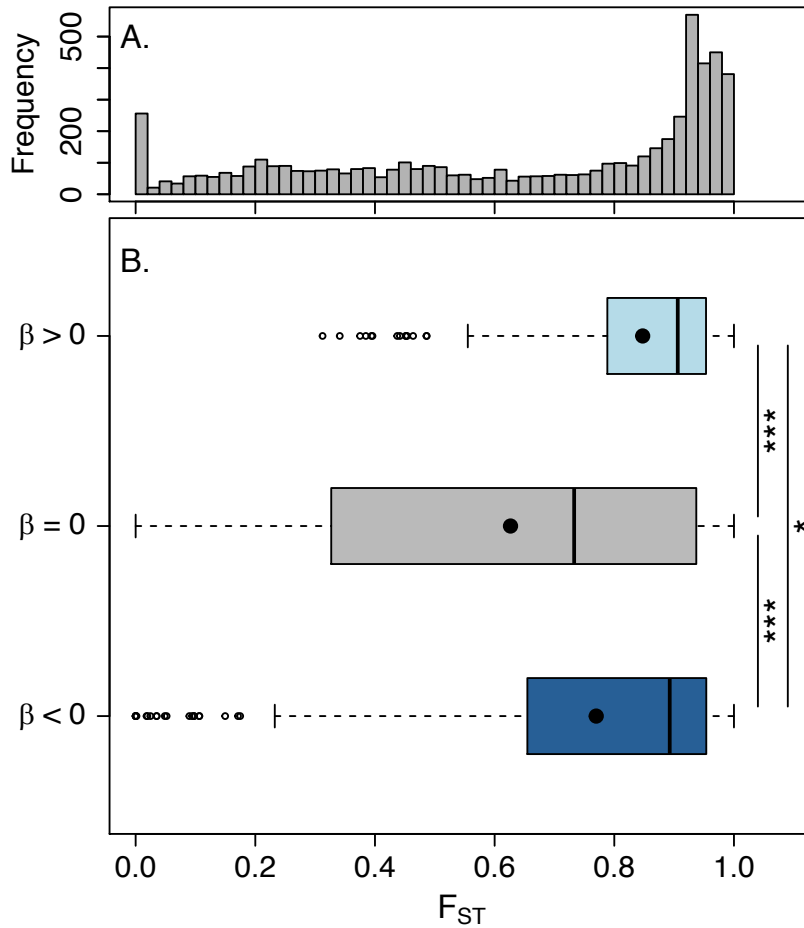 A.
Frequency
500
200
0
B.
β > 0
β = 0
β < 0
***
*
***
0.0 0.2 0.4 0.6 0.8 1.0
FST